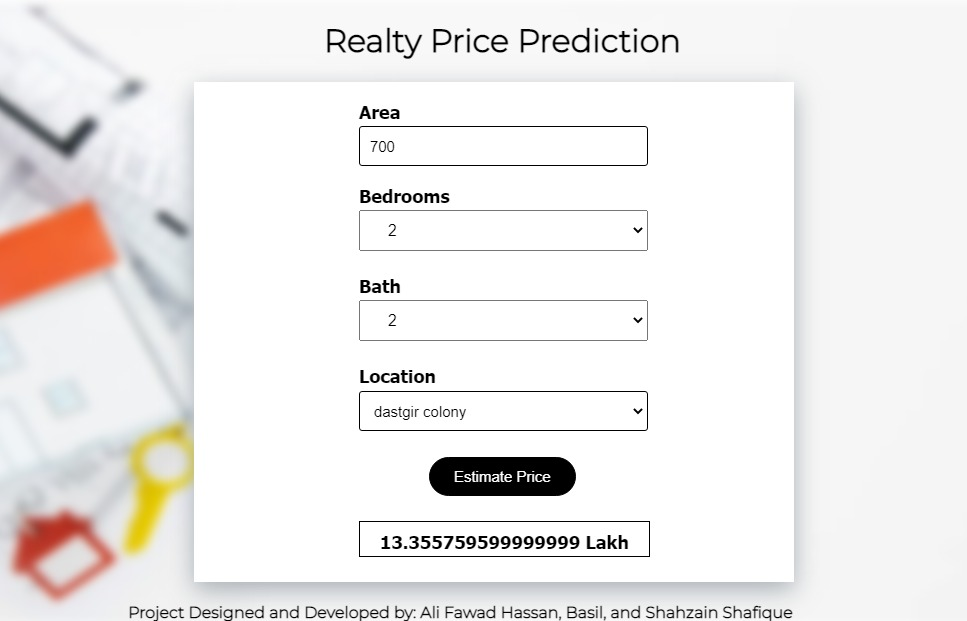 Realty Price Prediction
Area
700
Bedrooms
2
Bath
2
Location
dastgir colony
Estimate Price
13.355759599999999 Lakh
Project Designed and Developed by: Ali Fawad Hassan, Basil, and Shahzain Shafique